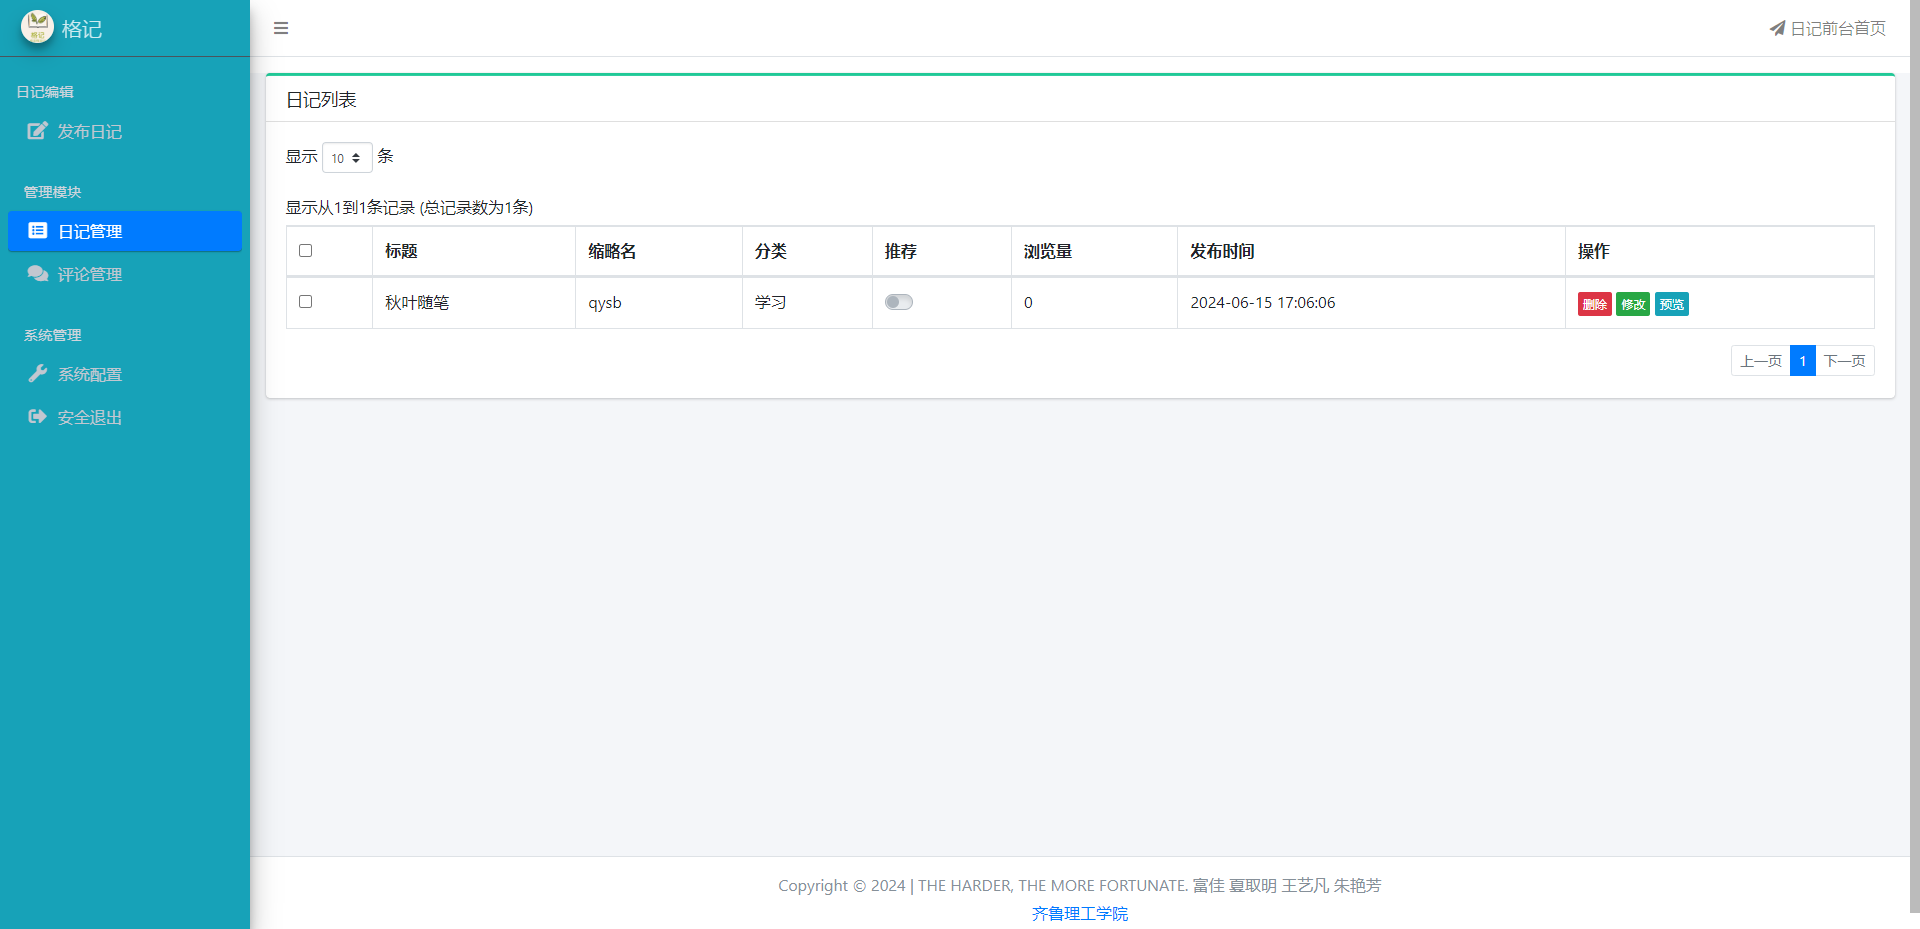 格记
日记前台首页
日记编辑
发布日记
管理模块
日记管理
评论管理
系统管理
系统配置
安全退出
日记列表
显示 10 条
显示从1到1条记录 (总记录数为1条)
标题 缩略名 分类 推荐 浏览量 发布时间 操作
秋叶随笔 qysb 学习 0 2024-06-15 17:06:06 删除 修改 预览
上一页 1 下一页
Copyright © 2024 | THE HARDER, THE MORE FORTUNATE. 富佳 夏取明 王艺凡 朱艳芳
齐鲁理工学院